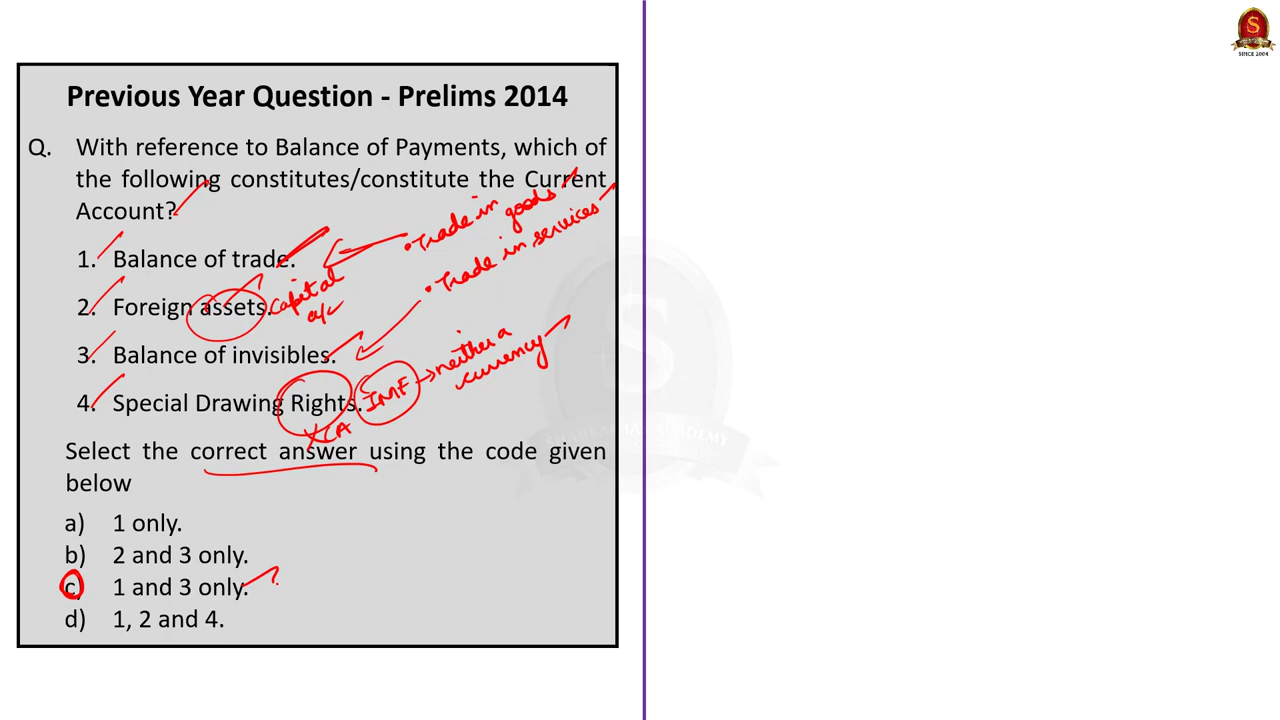 S
SINCE 2004
Previous Year Question - Prelims 2014
Q. With reference to Balance of Payments, which of
the following constitutes/constitute the Current
Account?
1. Balance of trade.
• Trade in goods
2. Foreign assets.
capital
a/c
• Trade in services
3. Balance of invisibles.
4. Special Drawing Rights.
IMF → neither a
currency
CA
Select the correct answer using the code given
below
a) 1 only.
b) 2 and 3 only.
c) 1 and 3 only.
d) 1, 2 and 4.